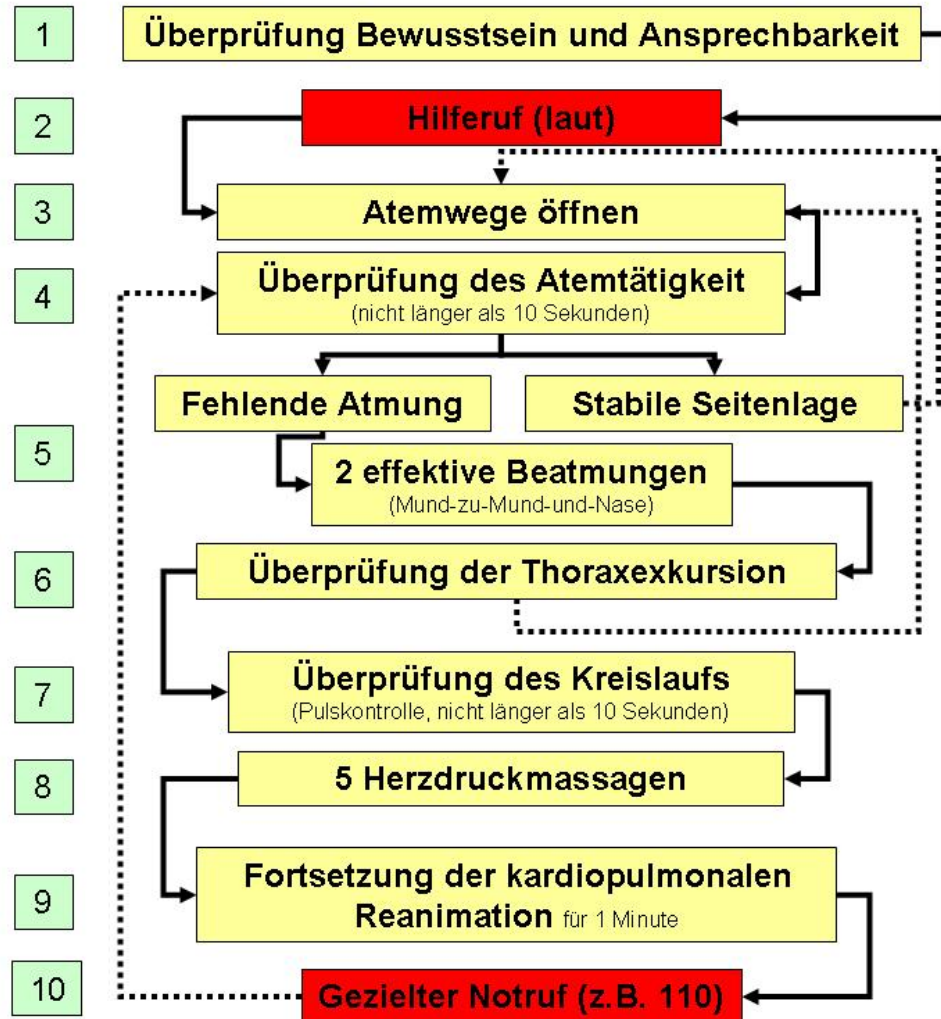 1
Überprüfung Bewusstsein und Ansprechbarkeit
2
Hilferuf (laut)
3
Atemwege öffnen
4
Überprüfung des Atemtätigkeit
(nicht länger als 10 Sekunden)
Fehlende Atmung
Stabile Seitenlage
5
2 effektive Beatmungen
(Mund-zu-Mund-und-Nase)
6
Überprüfung der Thoraxexkursion
7
Überprüfung des Kreislaufs
(Pulskontrolle, nicht länger als 10 Sekunden)
8
5 Herzdruckmassagen
9
Fortsetzung der kardiopulmonalen
Reanimation für 1 Minute
10
Gezielter Notruf (z.B. 110)